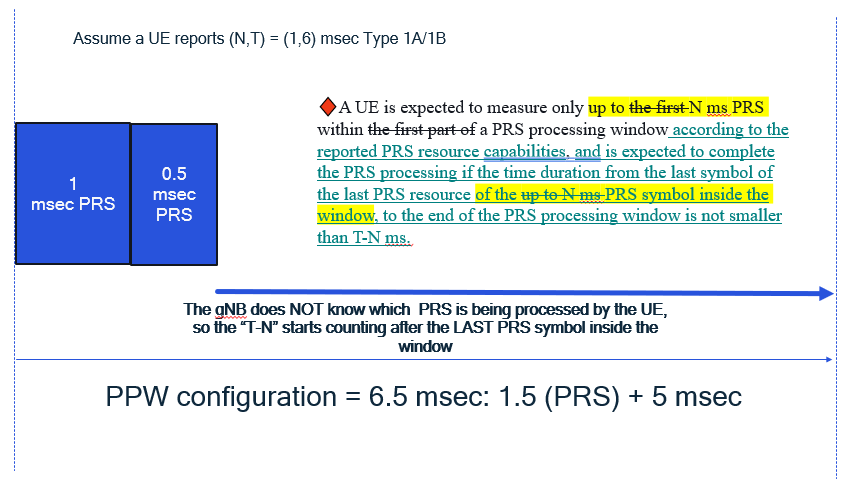 Assume a UE reports (N,T) = (1,6) msec Type 1A/1B
A UE is expected to measure only up to the first N ms PRS
within the first part of a PRS processing window according to the
reported PRS resource capabilities, and is expected to complete
the PRS processing if the time duration from the last symbol of
the last PRS resource of the up to N ms PRS symbol inside the
window, to the end of the PRS processing window is not smaller
than T-N ms.
1
msec PRS
0.5
msec
PRS
The gNB does NOT know which PRS is being processed by the UE,
so the “T-N” starts counting after the LAST PRS symbol inside the
window
PPW configuration = 6.5 msec: 1.5 (PRS) + 5 msec